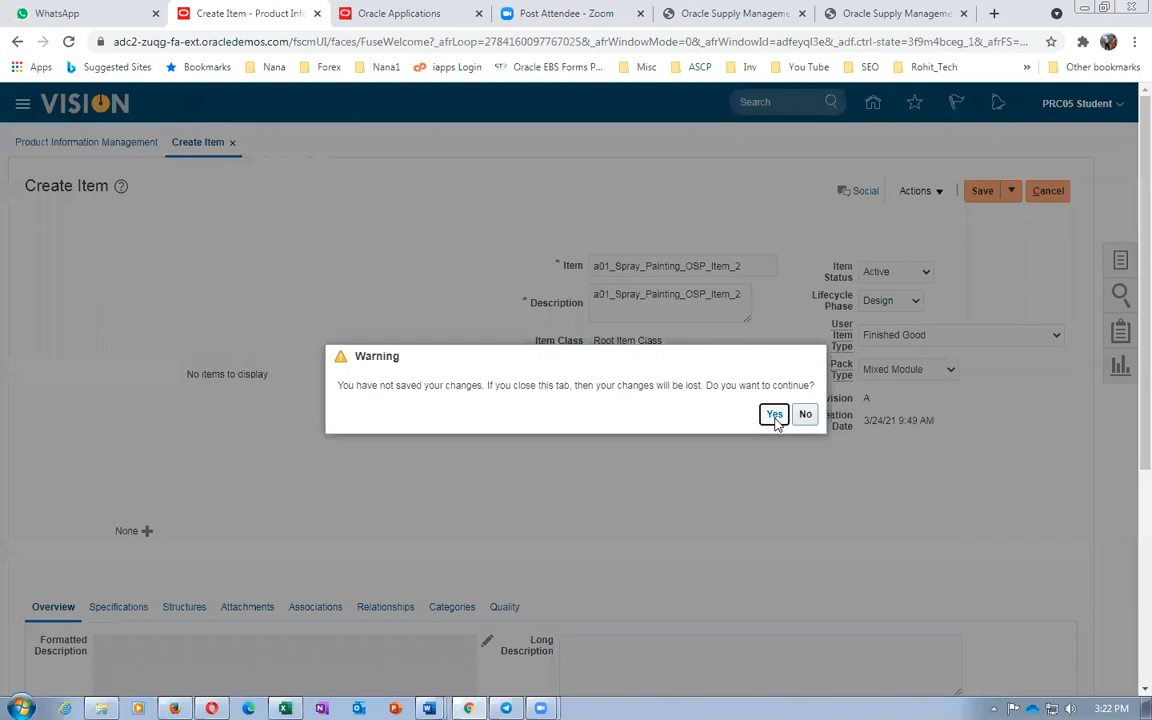 WhatsApp
Create Item - Product Info
Oracle Applications
Post Attendee - Zoom
Oracle Supply Manageme
Oracle Supply Manageme
adc2-zuqg-fa-ext.oracledemos.com/fscmUI/faces/FuseWelcome?_afrLoop=2784160097767025&_afrWindowMode=0&_afrWindowId=adfeyql3e&_adf.ctrl-state=3f9m4bceg_1&_afrFS=...
Apps
Suggested Sites
Bookmarks
Nana
Forex
Nana1
iapps Login
Oracle EBS Forms P...
Misc
ASCP
Inv
You Tube
SEO
Rohit_Tech
»
Other bookmarks
VISION
Search
PRC05 Student
Product Information Management
Create Item
Create Item
Social
Actions
Save
Cancel
* Item a01_Spray_Painting_OSP_Item_2
* Description a01_Spray_Painting_OSP_Item_2
Item Class Root Item Class
Item Status Active
Lifecycle Phase Design
User Item Type Finished Good
Pack Type Mixed Module
vision A
eation Date 3/24/21 9:49 AM
No items to display
Warning
You have not saved your changes. If you close this tab, then your changes will be lost. Do you want to continue?
Yes No
None
Overview Specifications Structures Attachments Associations Relationships Categories Quality
Formatted Description
Long Description
3:22 PM